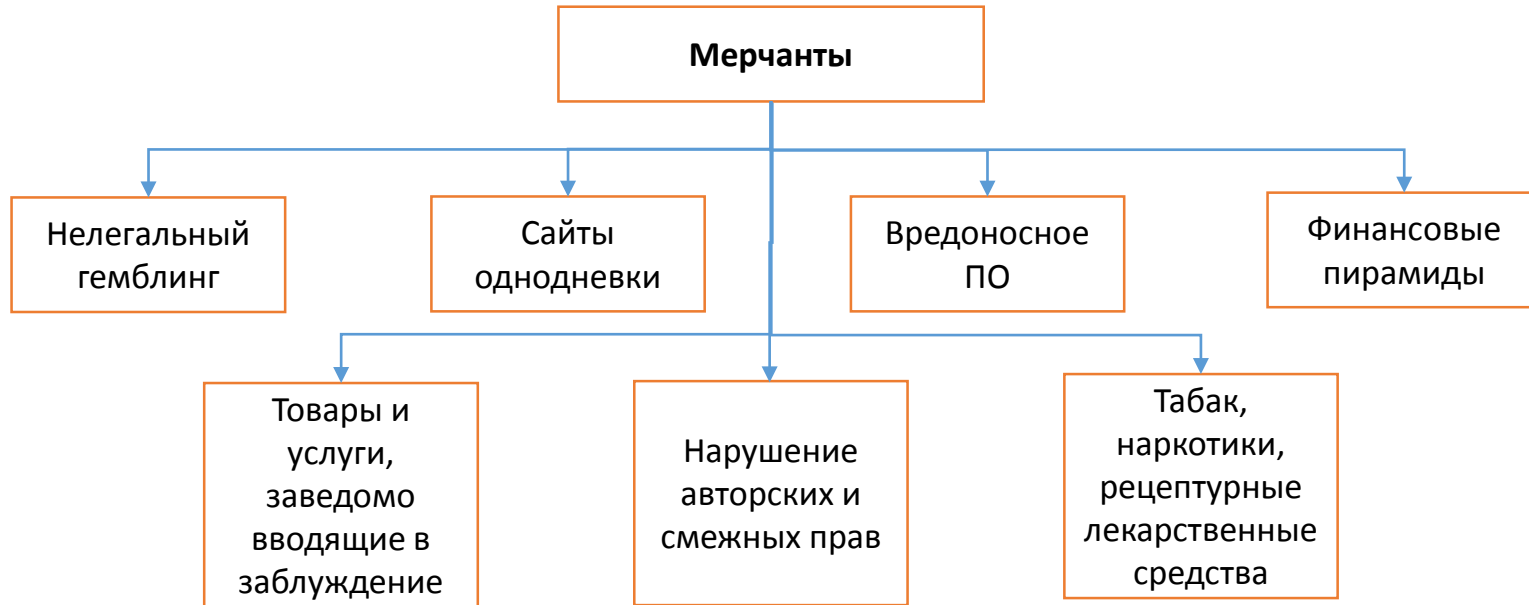 Мерчанты
Нелегальный
гемблинг
Сайты
однодневки
Вредоносное
ПО
Финансовые
пирамиды
Товары и
услуги,
заведомо
вводящие в
заблуждение
Нарушение
авторских и
смежных прав
Табак,
наркотики,
рецептурные
лекарственные
средства